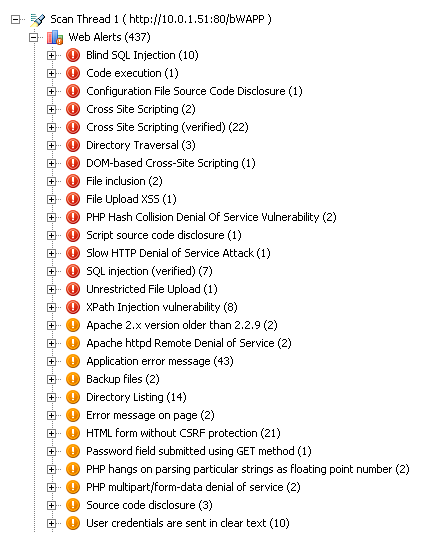 Scan Thread 1 ( http://10.0.1.51:80/bWAPP )
Web Alerts (437)
Blind SQL Injection (10)
Code execution (1)
Configuration File Source Code Disclosure (1)
Cross Site Scripting (2)
Cross Site Scripting (verified) (22)
Directory Traversal (3)
DOM-based Cross-Site Scripting (1)
File inclusion (2)
File Upload XSS (1)
PHP Hash Collision Denial Of Service Vulnerability (2)
Script source code disclosure (1)
Slow HTTP Denial of Service Attack (1)
SQL injection (verified) (7)
Unrestricted File Upload (1)
XPath Injection vulnerability (8)
Apache 2.x version older than 2.2.9 (2)
Apache httpd Remote Denial of Service (2)
Application error message (43)
Backup files (2)
Directory Listing (14)
Error message on page (2)
HTML form without CSRF protection (21)
Password field submitted using GET method (1)
PHP hangs on parsing particular strings as floating point number (2)
PHP multipart/form-data denial of service (2)
Source code disclosure (3)
User credentials are sent in clear text (10)